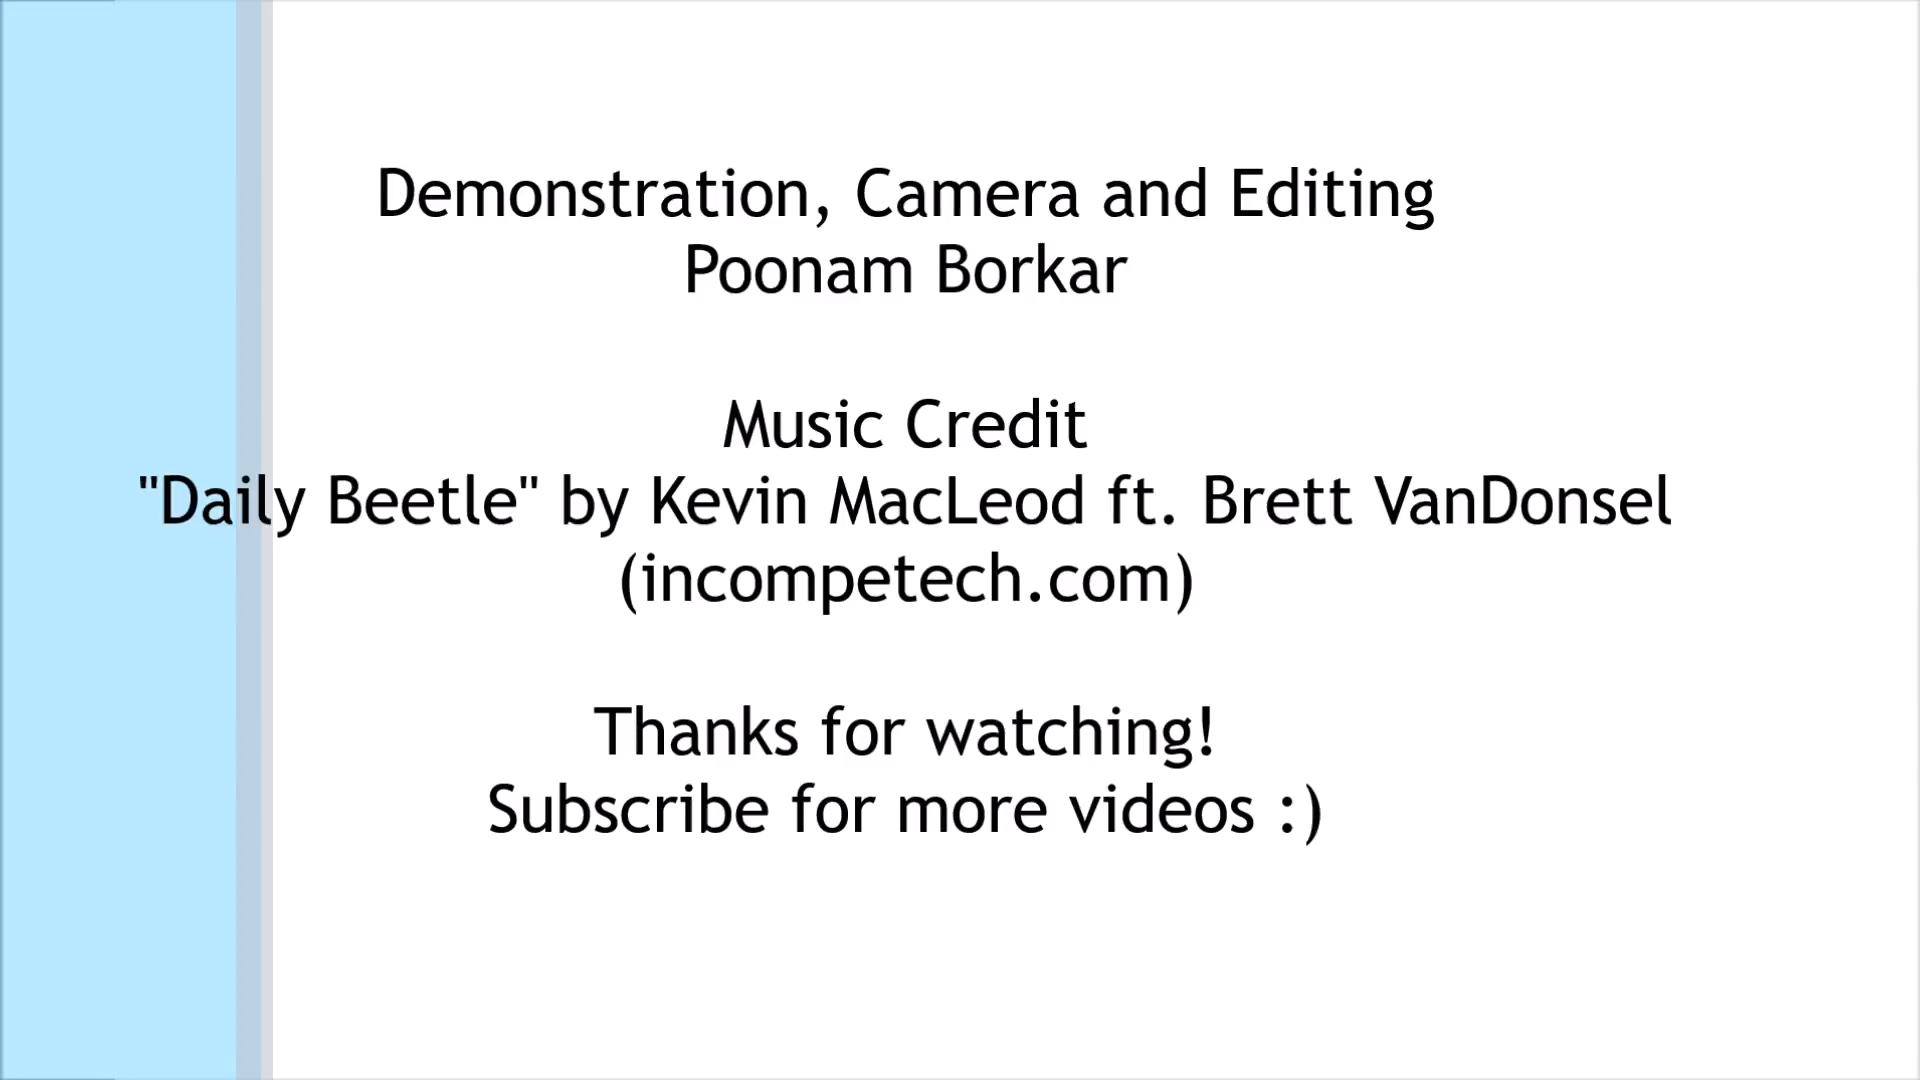 Demonstration, Camera and Editing
Poonam Borkar
Music Credit
"Daily Beetle" by Kevin MacLeod ft. Brett VanDonsel
(incompetech.com)
Thanks for watching!
Subscribe for more videos :)